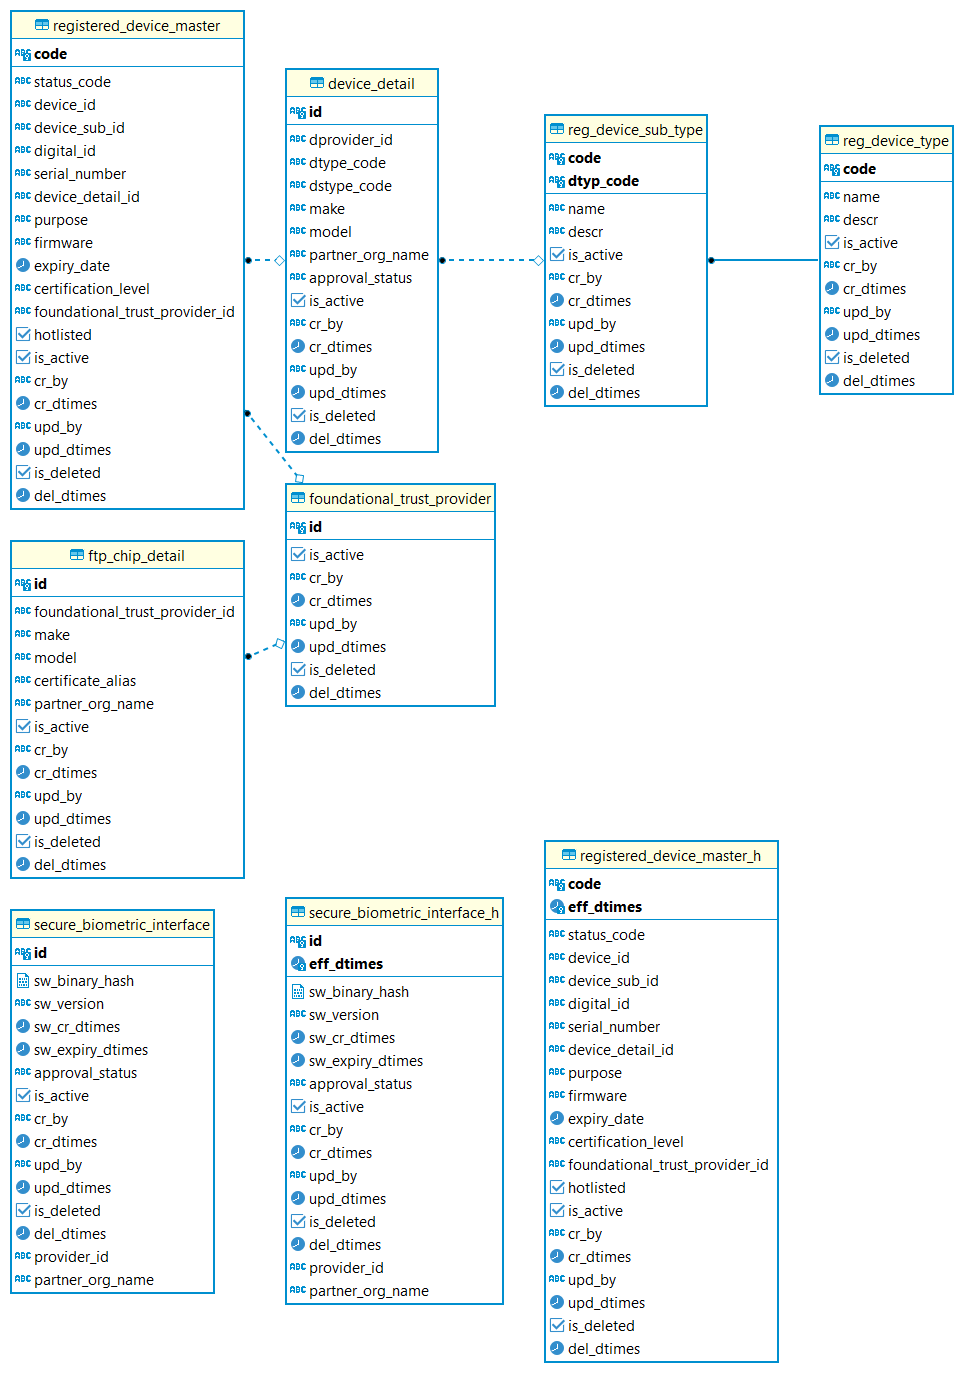 registered_device_master
code
status_code
device_id
device_sub_id
digital_id
serial_number
device_detail_id
purpose
firmware
expiry_date
certification_level
foundational_trust_provider_id
hotlisted
is_active
cr_by
cr_dtimes
upd_by
upd_dtimes
is_deleted
del_dtimes
device_detail
id
dprovider_id
dtype_code
dstype_code
make
model
partner_org_name
approval_status
is_active
cr_by
cr_dtimes
upd_by
upd_dtimes
is_deleted
del_dtimes
reg_device_sub_type
code
dtyp_code
name
descr
is_active
cr_by
cr_dtimes
upd_by
upd_dtimes
is_deleted
del_dtimes
reg_device_type
code
name
descr
is_active
cr_by
cr_dtimes
upd_by
upd_dtimes
is_deleted
del_dtimes
foundational_trust_provider
id
is_active
cr_by
cr_dtimes
upd_by
upd_dtimes
is_deleted
del_dtimes
ftp_chip_detail
id
foundational_trust_provider_id
make
model
certificate_alias
partner_org_name
is_active
cr_by
cr_dtimes
upd_by
upd_dtimes
is_deleted
del_dtimes
secure_biometric_interface
id
sw_binary_hash
sw_version
sw_cr_dtimes
sw_expiry_dtimes
approval_status
is_active
cr_by
cr_dtimes
upd_by
upd_dtimes
is_deleted
del_dtimes
provider_id
partner_org_name
secure_biometric_interface_h
id
eff_dtimes
sw_binary_hash
sw_version
sw_cr_dtimes
sw_expiry_dtimes
approval_status
is_active
cr_by
cr_dtimes
upd_by
upd_dtimes
is_deleted
del_dtimes
provider_id
partner_org_name
registered_device_master_h
code
eff_dtimes
status_code
device_id
device_sub_id
digital_id
serial_number
device_detail_id
purpose
firmware
expiry_date
certification_level
foundational_trust_provider_id
hotlisted
is_active
cr_by
cr_dtimes
upd_by
upd_dtimes
is_deleted
del_dtimes